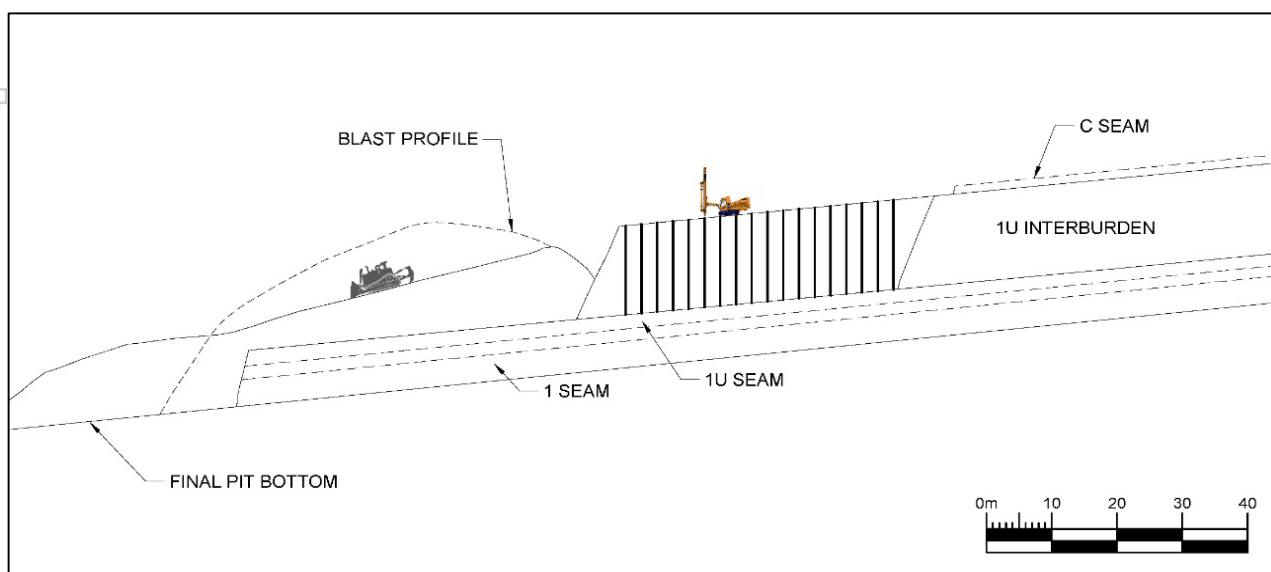 C SEAM
BLAST PROFILE
1U INTERBURDEN
1U SEAM
1 SEAM
FINAL PIT BOTTOM
0m 10 20 30 40